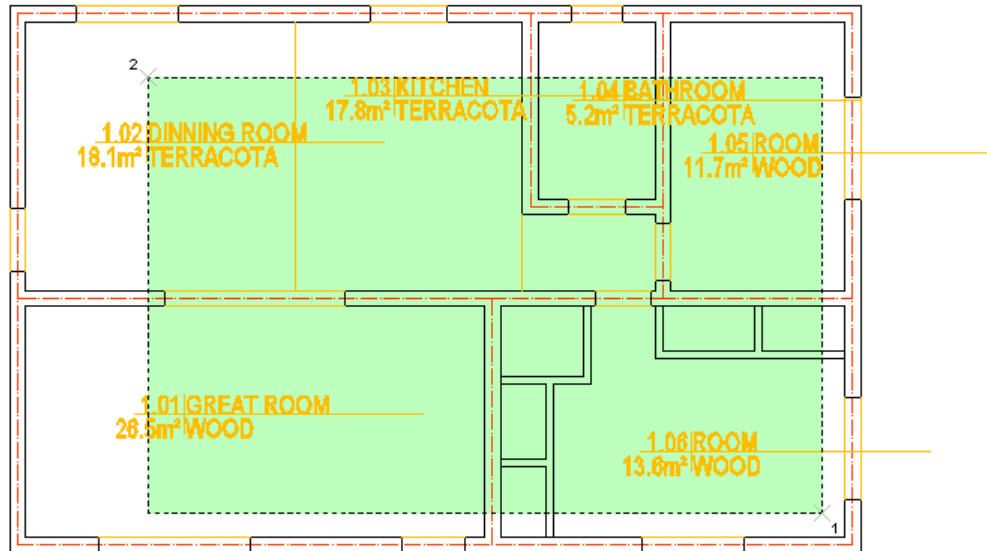 2
1.03 KITCHEN
17.8m² TERRACOTA
1.04 BATHROOM
5.2m² TERRACOTA
1.02 DINNING ROOM
18.1m² TERRACOTA
1.05 ROOM
11.7m² WOOD
1.01 GREAT ROOM
26.5m² WOOD
1.06 ROOM
13.6m² WOOD
1